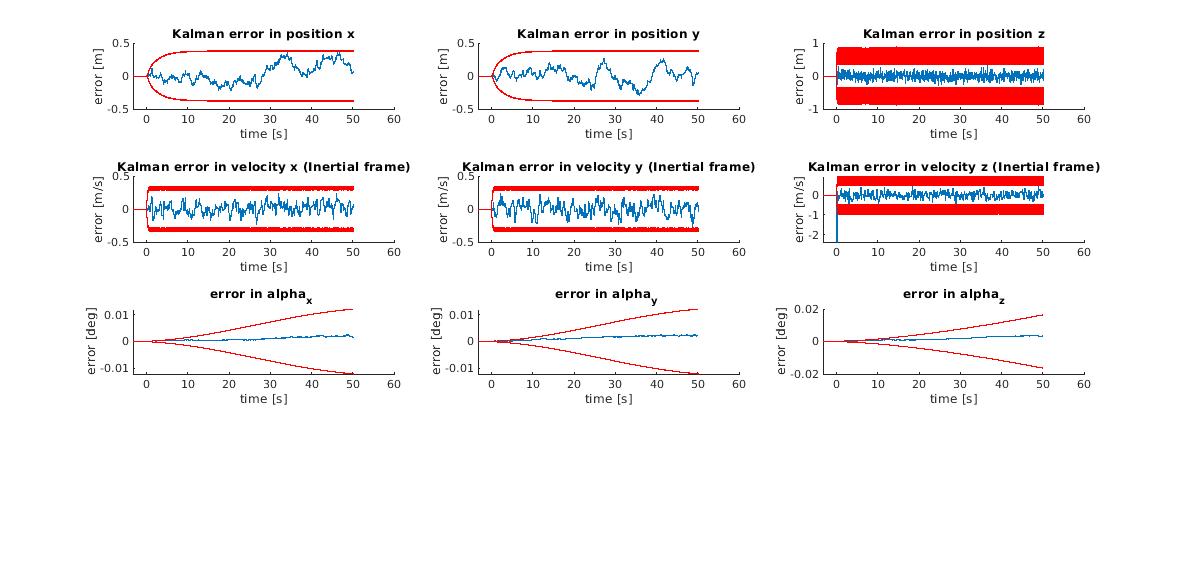 Kalman error in position x
error [m]
0.5
0
-0.5
0 10 20 30 40 50 60
time [s]
Kalman error in position y
error [m]
0.5
0
-0.5
0 10 20 30 40 50 60
time [s]
Kalman error in position z
error [m]
1
0
-1
0 10 20 30 40 50 60
time [s]
Kalman error in velocity x (Inertial frame)
error [m/s]
0.5
0
-0.5
0 10 20 30 40 50 60
time [s]
Kalman error in velocity y (Inertial frame)
error [m/s]
0.5
0
-0.5
0 10 20 30 40 50 60
time [s]
Kalman error in velocity z (Inertial frame)
error [m/s]
0
-1
-2
0 10 20 30 40 50 60
time [s]
error in alphax
error [deg]
0.01
0
-0.01
0 10 20 30 40 50 60
time [s]
error in alphay
error [deg]
0.01
0
-0.01
0 10 20 30 40 50 60
time [s]
error in alphaz
error [deg]
0.02
0
-0.02
0 10 20 30 40 50 60
time [s]